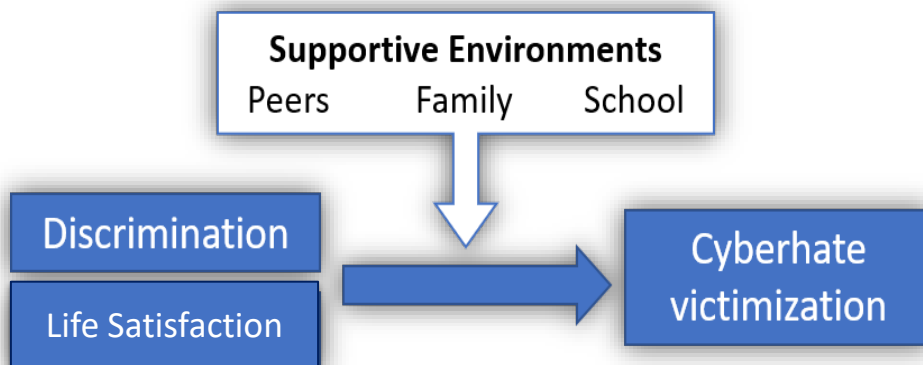 Supportive Environments
Peers Family School
Discrimination
Life Satisfaction
Cyberhate
victimization